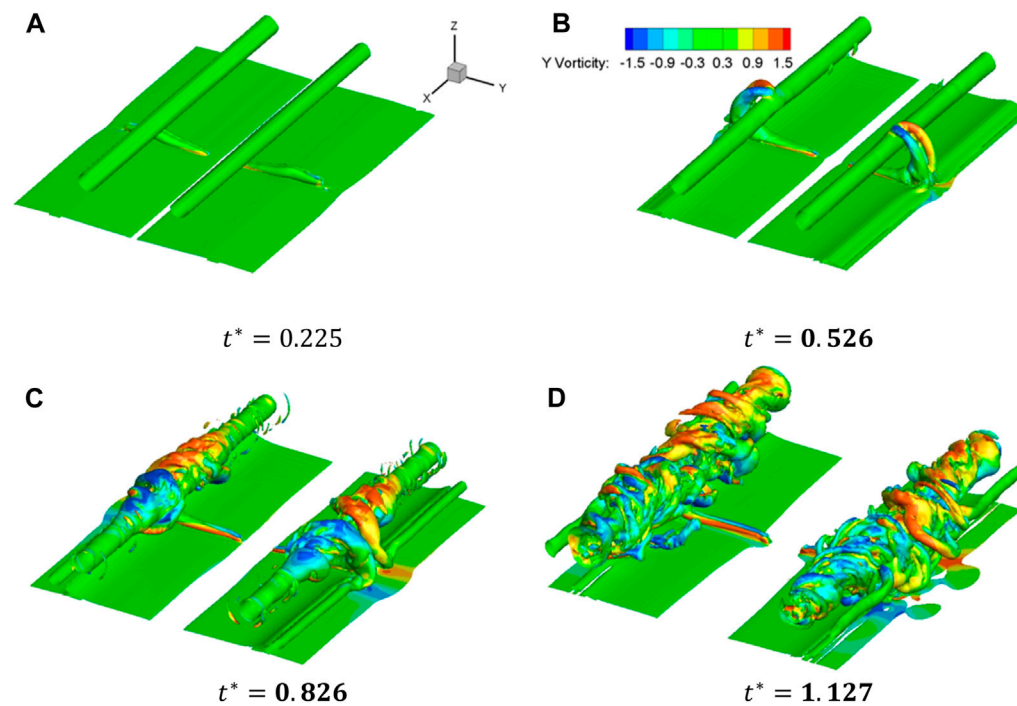 A
B
Z
X
Y
Y Vorticity: -1.5 -0.9 -0.3 0.3 0.9 1.5
t* = 0.225
t* = 0.526
C
D
t* = 0.826
t* = 1.127